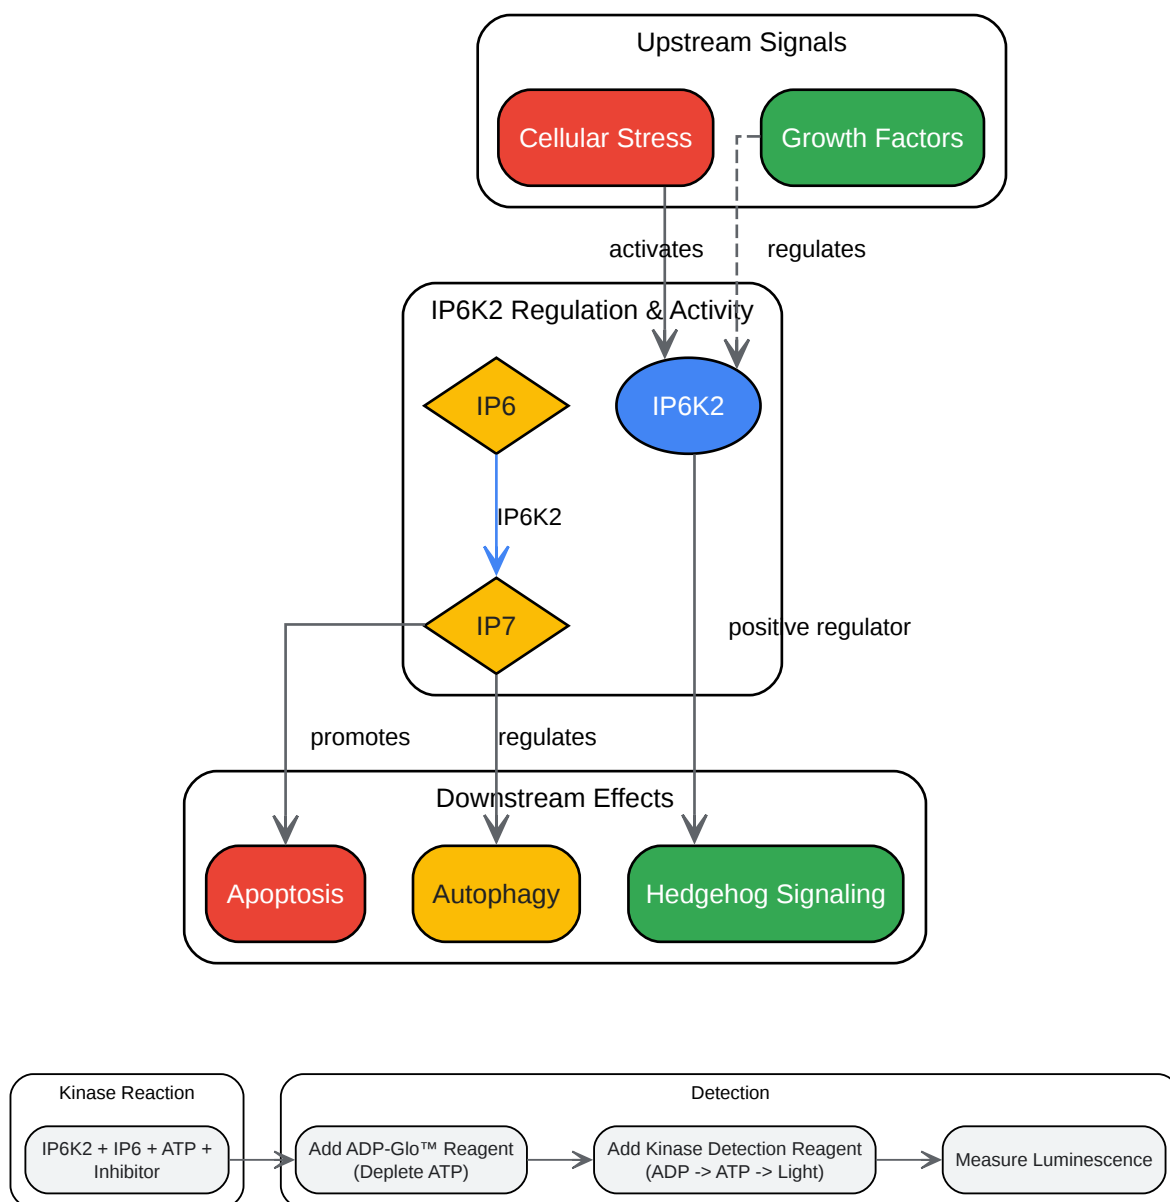 Upstream Signals
Cellular Stress
Growth Factors
activates
regulates
IP6K2 Regulation & Activity
IP6
IP6K2
IP6K2
IP7
positive regulator
promotes
regulates
Downstream Effects
Apoptosis
Autophagy
Hedgehog Signaling
Kinase Reaction
IP6K2 + IP6 + ATP +
Inhibitor
Detection
Add ADP-Glo™ Reagent
(Deplete ATP)
Add Kinase Detection Reagent
(ADP -> ATP -> Light)
Measure Luminescence